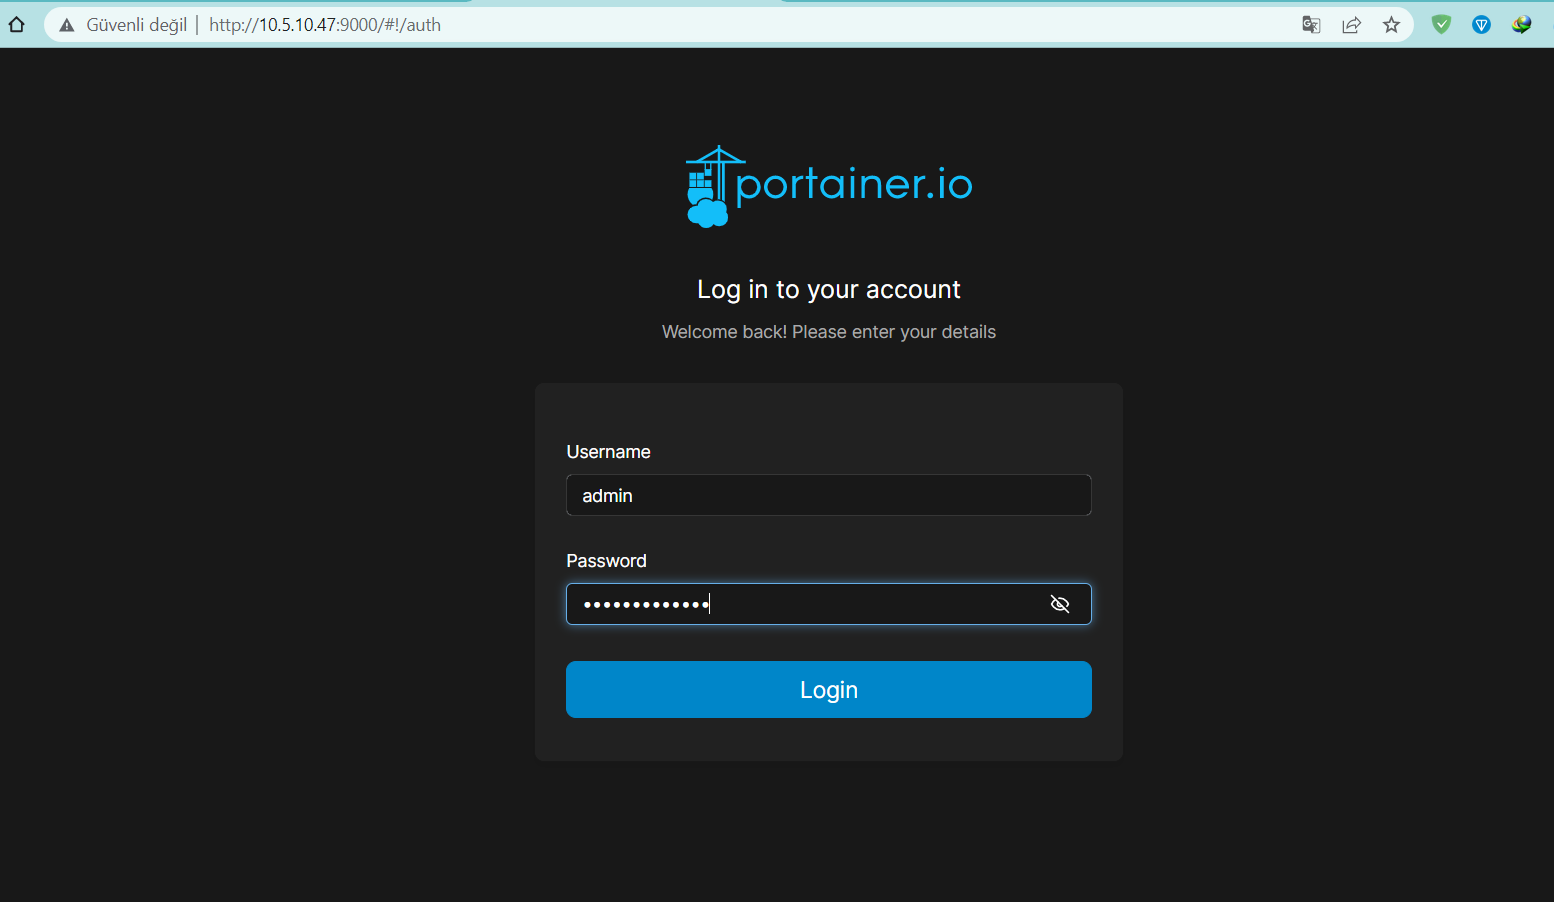 Güvenli değil | http://10.5.10.47:9000/#!/auth
portainer.io
Log in to your account
Welcome back! Please enter your details
Username
admin
Password
•••••••••••••
Login